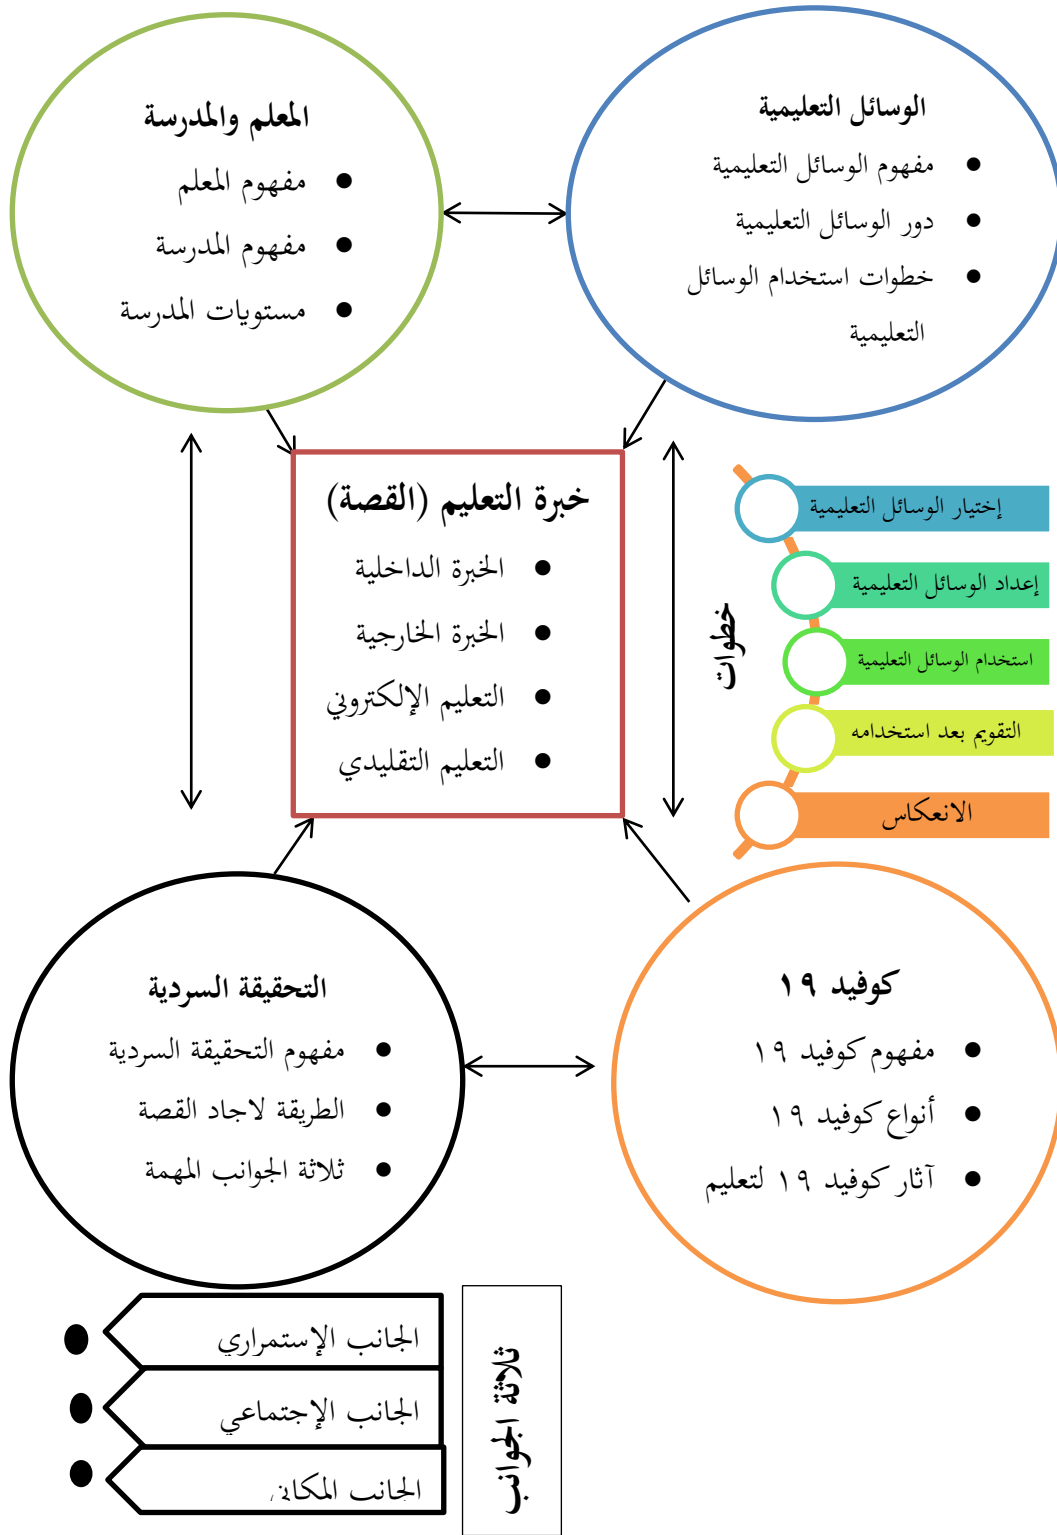 الوسائل التعليمية
مفهوم الوسائل التعليمية
دور الوسائل التعليمية
خطوات استخدام الوسائل
التعليمية
المعلم والمدرسة
مفهوم المعلم
مفهوم المدرسة
مستويات المدرسة
إختيار الوسائل التعليمية
إعداد الوسائل التعليمية
استخدام الوسائل التعليمية
التقويم بعد استخدامه
الانعكاس
خطوات
خبرة التعليم (القصة)
الخبرة الداخلية
الخبرة الخارجية
التعليم الإلكتروني
التعليم التقليدي
كوفيد ١٩
مفهوم كوفيد ١٩
أنواع كوفيد ١٩
آثار كوفيد ١٩ لتعليم
التحقيقة السردية
مفهوم التحقيقة السردية
الطريقة لاجاد القصة
ثلاثة الجوانب المهمة
ثلاثة الجوانب
الجانب الإستمراري
الجانب الإجتماعي
الجانب المكاني